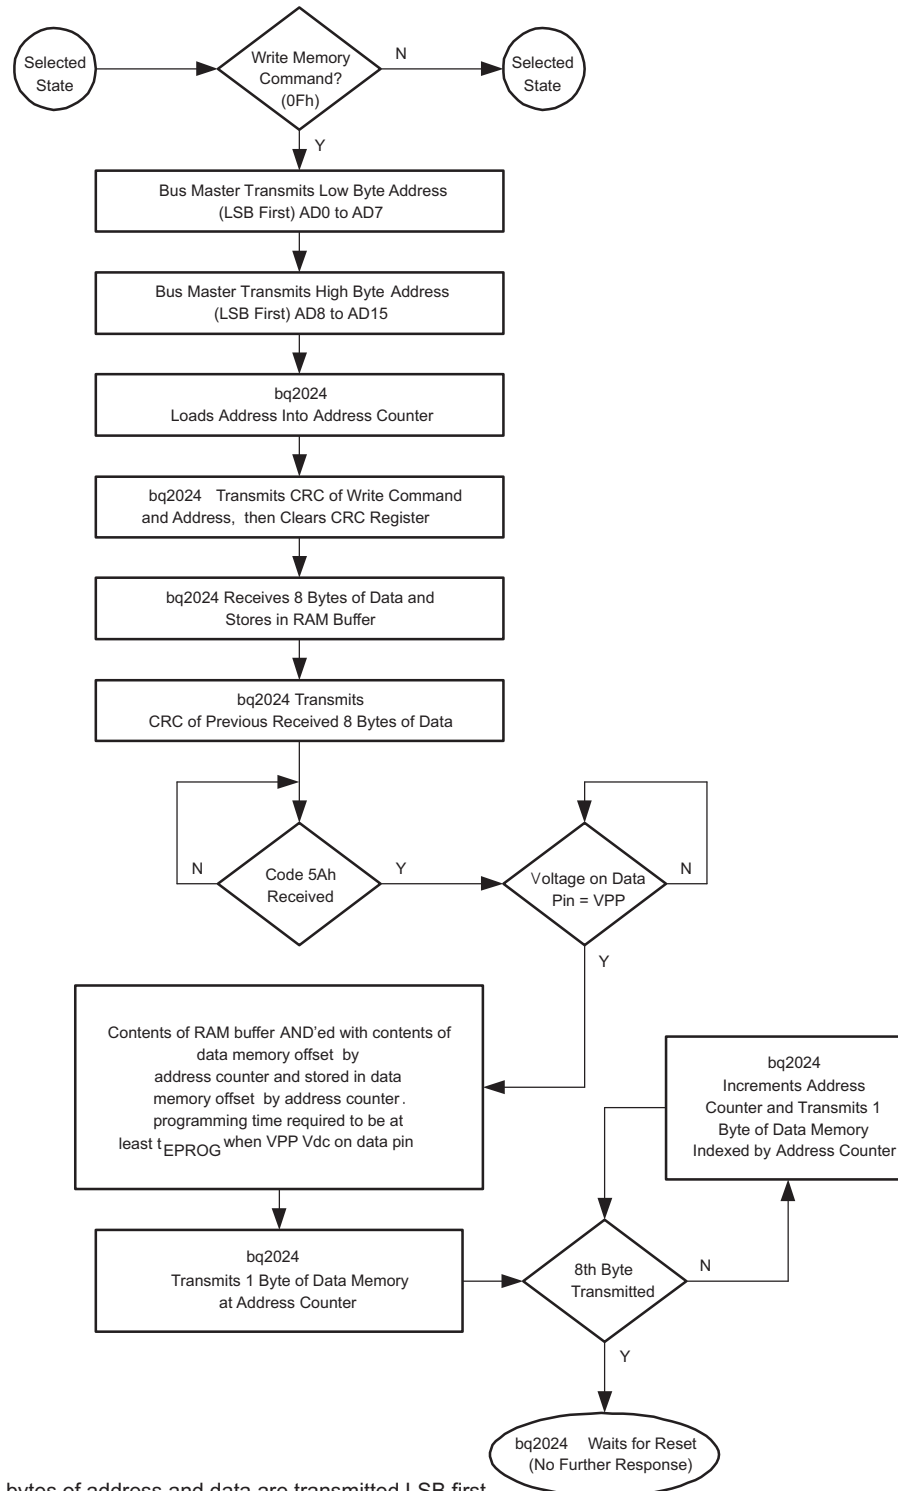 Selected
State
Write Memory
Command?
(0Fh)
N
Selected
State
Y
Bus Master Transmits Low Byte Address
(LSB First) AD0 to AD7
Bus Master Transmits High Byte Address
(LSB First) AD8 to AD15
bq2024
Loads Address Into Address Counter
bq2024 Transmits CRC of Write Command
and Address, then Clears CRC Register
bq2024 Receives 8 Bytes of Data and
Stores in RAM Buffer
bq2024 Transmits
CRC of Previous Received 8 Bytes of Data
N
Code 5Ah
Received
Y
Voltage on Data
Pin = VPP
N
Y
Contents of RAM buffer AND'ed with contents of
data memory offset by
address counter and stored in data
memory offset by address counter.
programming time required to be at
least tEPROG when VPP Vdc on data pin
bq2024
Increments Address
Counter and Transmits 1
Byte of Data Memory
Indexed by Address Counter
bq2024
Transmits 1 Byte of Data Memory
at Address Counter
8th Byte
Transmitted
N
Y
bq2024 Waits for Reset
(No Further Response)
bytes of address and data are transmitted LSB first